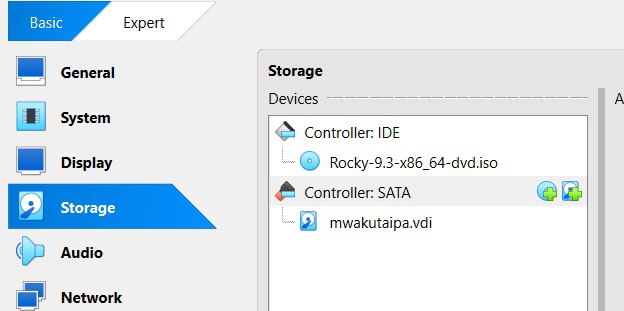 Basic Expert
General
System
Display
Storage
Audio
Network
Storage
Devices A
Controller: IDE
Rocky-9.3-x86_64-dvd.iso
Controller: SATA
mwakutaipa.vdi